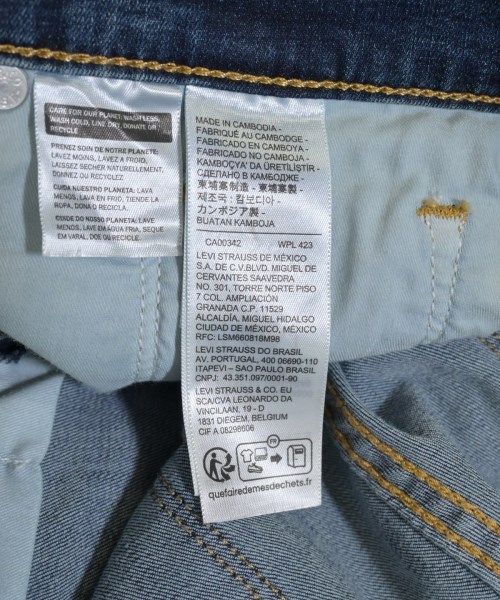 CARE FOR OUR PLANET: WASH LESS,
WASH COLD, LINE DRY, DONATE OR
RECYCLE
PRENEZ SOIN DE NOTRE PLANETE:
LAVEZ MOINS, LAVEZ A FROID,
LAISSEZ SECHER NATURELLEMENT,
DONNEZ OU RECYCLEZ
CUIDA NUESTRO PLANETA: LAVA
MENOS, LAVA EN FRIO, TIENDE LA
ROPA, DONA O RECICLA.
CUIDE DO NOSSO PLANETA: LAVE
MENOS, LAVE EM ÁGUA FRIA, SEQUE
EM VARAL, DOE OU RECICLE.
MADE IN CAMBODIA -
FABRIQUÉ AU CAMBODGE -
FABRICADO EN CAMBOYA -
FABRICADO NO CAMBOJA -
KAMBOÇYA' DA ÜRETİLİŞTİR -
СДЕЛАНО В КАМБОДЖЕ -
柬埔寨制造 - 柬埔寨製 -
제조국 : 캄보디아 -
カンボジア製 -
BUATAN KAMBOJA
CA00342 WPL 423
LEVI STRAUSS DE MÉXICO
S.A. DE C.V.BLVD. MIGUEL DE
CERVANTES SAAVEDRA
NO. 301, TORRE NORTE PISO
7 COL. AMPLIACIÓN
GRANADA C.P. 11529
ALCALDÍA. MIGUEL HIDALGO
CIUDAD DE MÉXICO, MÉXICO
RFC: LSM660818M98
LEVI STRAUSS DO BRASIL
AV. PORTUGAL, 400 06690-110
ITAPEVI – SAO PAULO BRASIL
CNPJ: 43.351.097/0001-90
LEVI STRAUSS & CO. EU
SCA/CVA LEONARDO DA
VINCILAAN, 19 - D
1831 DIEGEM, BELGIUM
CIF A 08298606
FR
quefairedemesdechets.fr